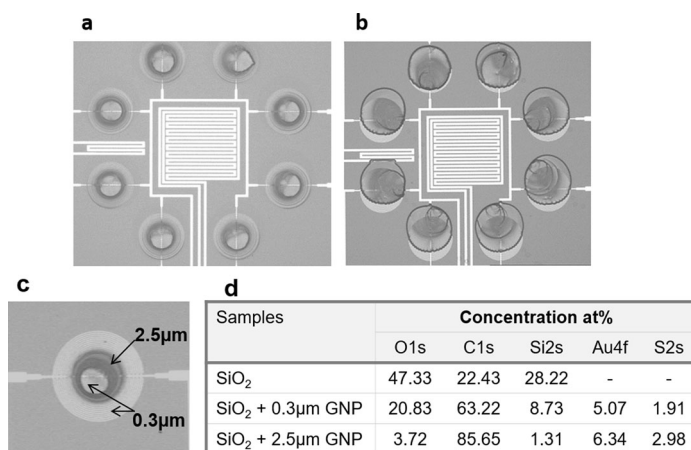 a
b
c
2.5µm
0.3µm
d
Samples Concentration at%
O1s C1s Si2s Au4f S2s
SiO₂ 47.33 22.43 28.22 - -
SiO₂ + 0.3µm GNP 20.83 63.22 8.73 5.07 1.91
SiO₂ + 2.5µm GNP 3.72 85.65 1.31 6.34 2.98